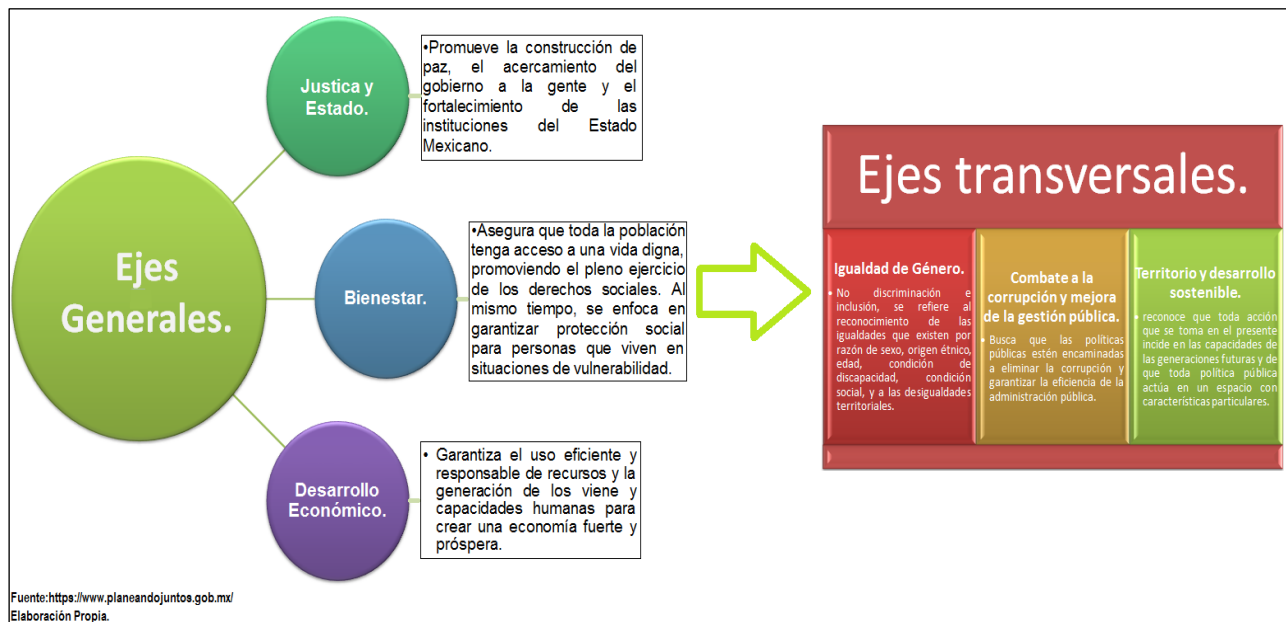 Justica y
Estado.
•Promueve la construcción de
paz, el acercamiento del
gobierno a la gente y el
fortalecimiento de las
instituciones del Estado
Mexicano.
Ejes
Generales.
Bienestar.
•Asegura que toda la población
tenga acceso a una vida digna,
promoviendo el pleno ejercicio
de los derechos sociales. Al
mismo tiempo, se enfoca en
garantizar protección social
para personas que viven en
situaciones de vulnerabilidad.
Desarrollo
Económico.
• Garantiza el uso eficiente y
responsable de recursos y la
generación de los viene y
capacidades humanas para
crear una economía fuerte y
próspera.
Ejes transversales.
Igualdad de Género.
• No discriminación e
inclusión, se refiere al
reconocimiento de las
igualdades que existen por
razón de sexo, origen étnico,
edad, condición de
discapacidad, condición
social, y a las desigualdades
territoriales.
Combate a la
corrupción y mejora
de la gestión pública.
• Busca que las políticas
públicas estén encaminadas
a eliminar la corrupción y
garantizar la eficiencia de la
administración pública.
Territorio y desarrollo
sostenible.
• reconoce que toda acción
que se toma en el presente
incide en las capacidades de
las generaciones futuras y de
que toda política pública
actúa en un espacio con
características particulares.
Fuente:https://www.planeandojuntos.gob.mx/
Elaboración Propia.